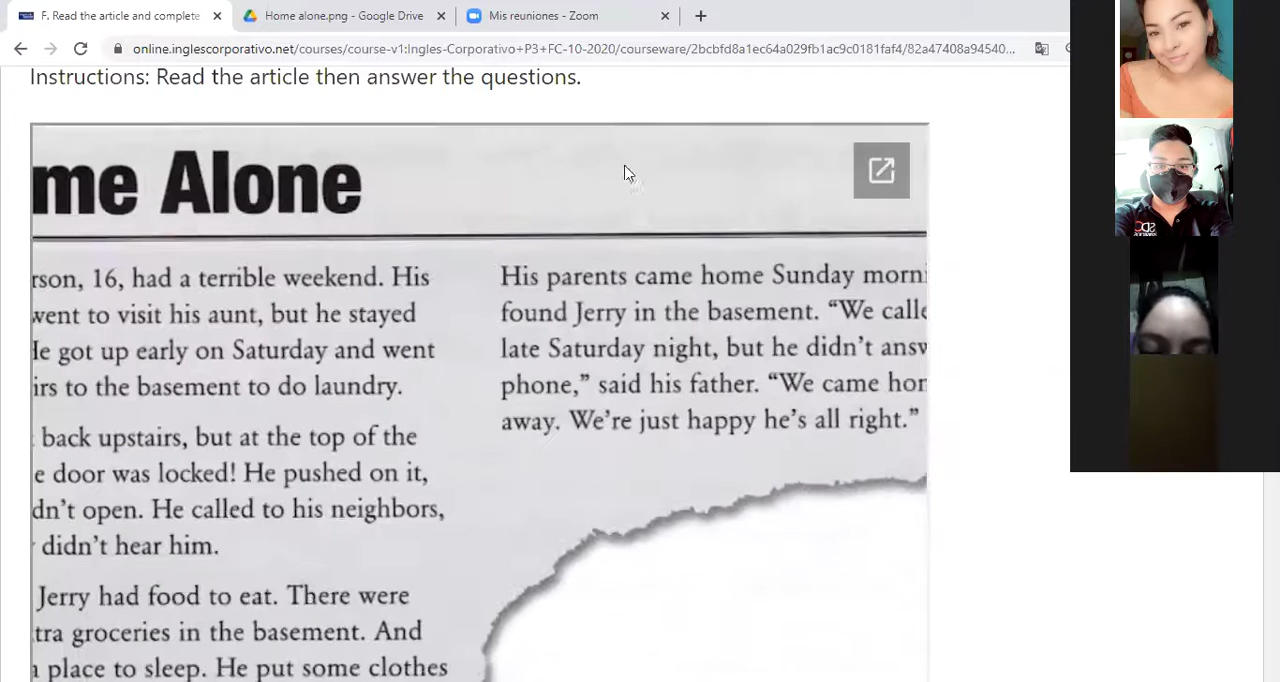 F. Read the article and complete
Home alone.png - Google Drive
Mis reuniones - Zoom
online.inglescorporativo.net/courses/course-v1:Ingles-Corporativo+P3+FC-10-2020/courseware/2bcbfd8a1ec64a029fb1ac9c0181faf4/82a47408a94540...
Instructions: Read the article then answer the questions.
me Alone
rson, 16, had a terrible weekend. His
went to visit his aunt, but he stayed
He got up early on Saturday and went
irs to the basement to do laundry.
back upstairs, but at the top of the
e door was locked! He pushed on it,
dn't open. He called to his neighbors,
didn't hear him.
Jerry had food to eat. There were
tra groceries in the basement. And
a place to sleep. He put some clothes
His parents came home Sunday morni
found Jerry in the basement. “We calle
late Saturday night, but he didn't answ
phone,” said his father. “We came hor
away. We're just happy he's all right.”
SDC